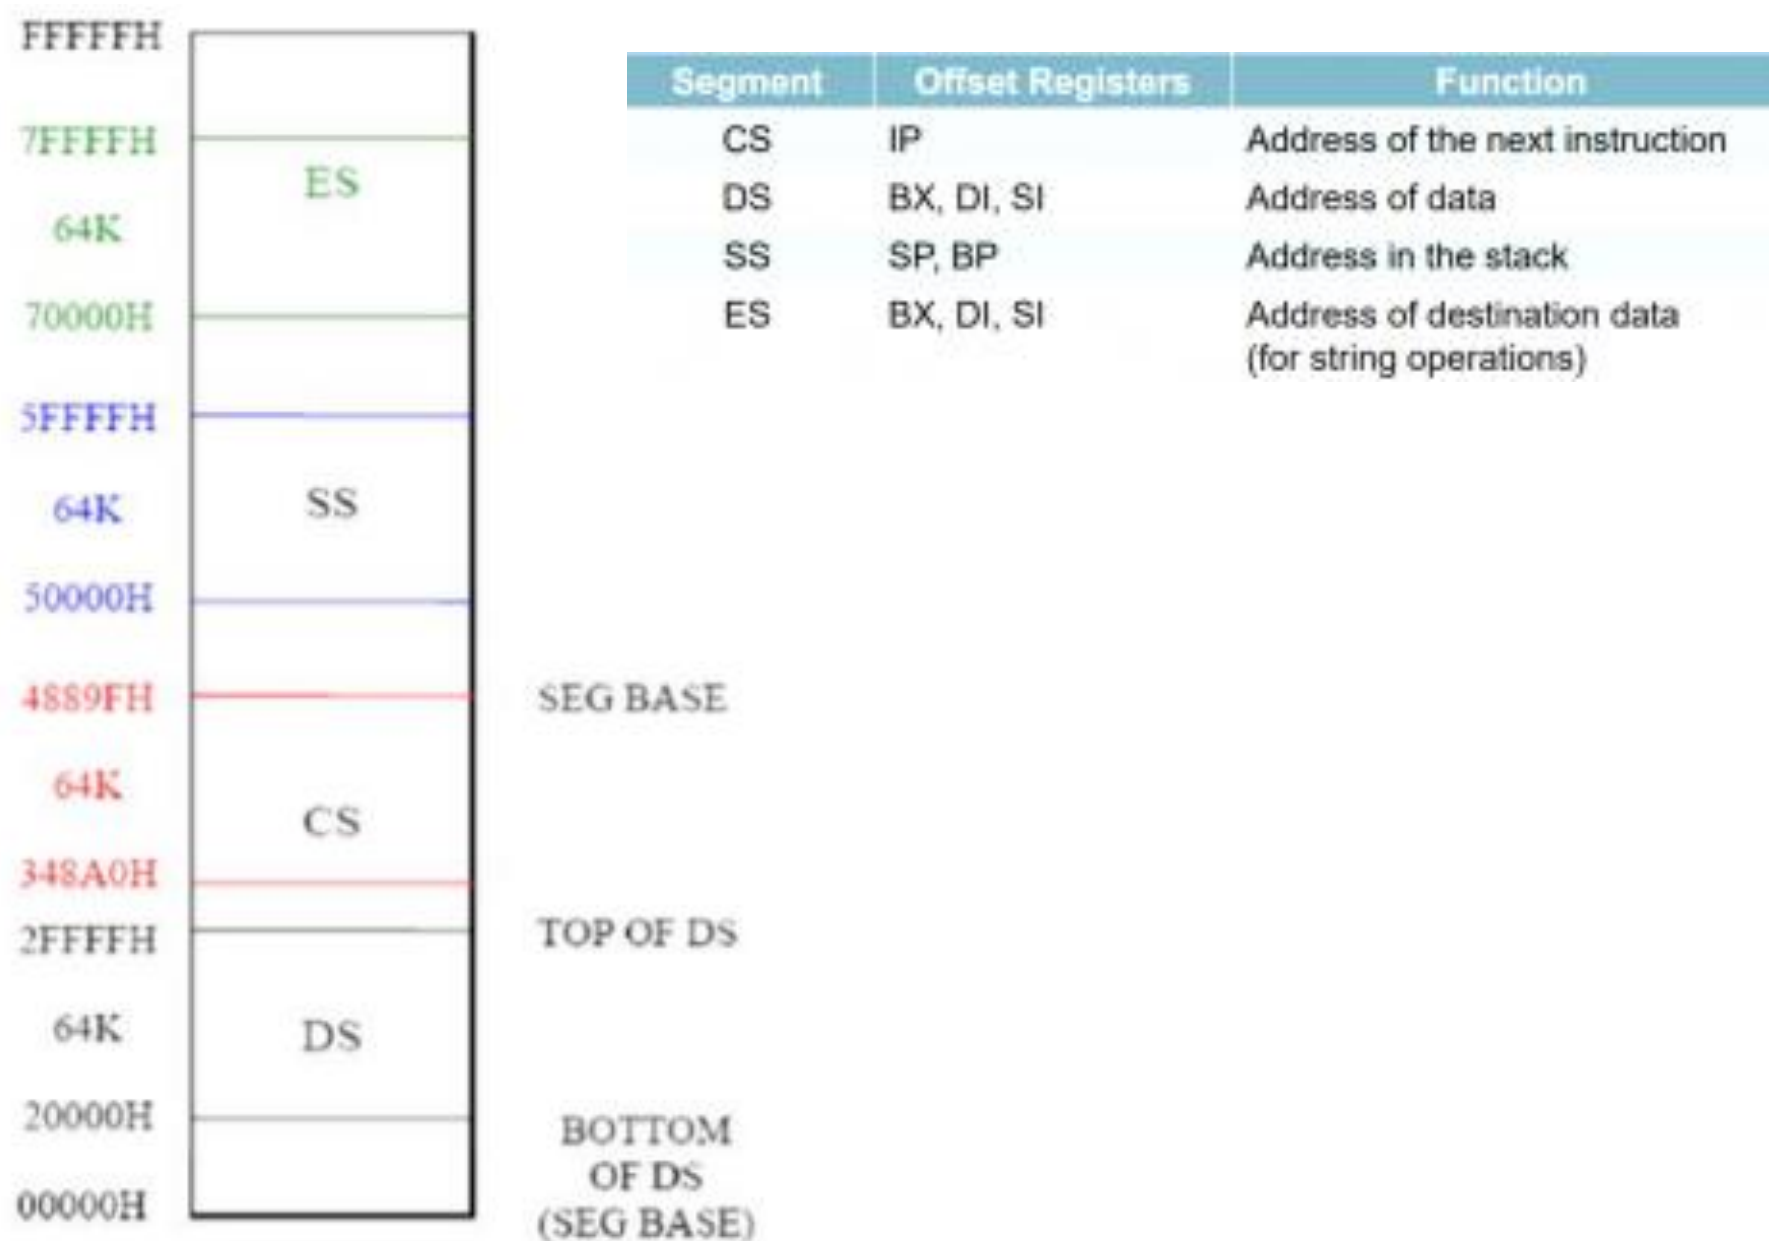 FFFFFH
7FFFFH
ES
64K
70000H
5FFFFH
64K
SS
50000H
4889FH
SEG BASE
64K
CS
348A0H
2FFFFH
TOP OF DS
64K
DS
20000H
BOTTOM
OF DS
(SEG BASE)
00000H
Segment Offset Registers Function
CS IP Address of the next instruction
DS BX, DI, SI Address of data
SS SP, BP Address in the stack
ES BX, DI, SI Address of destination data
(for string operations)